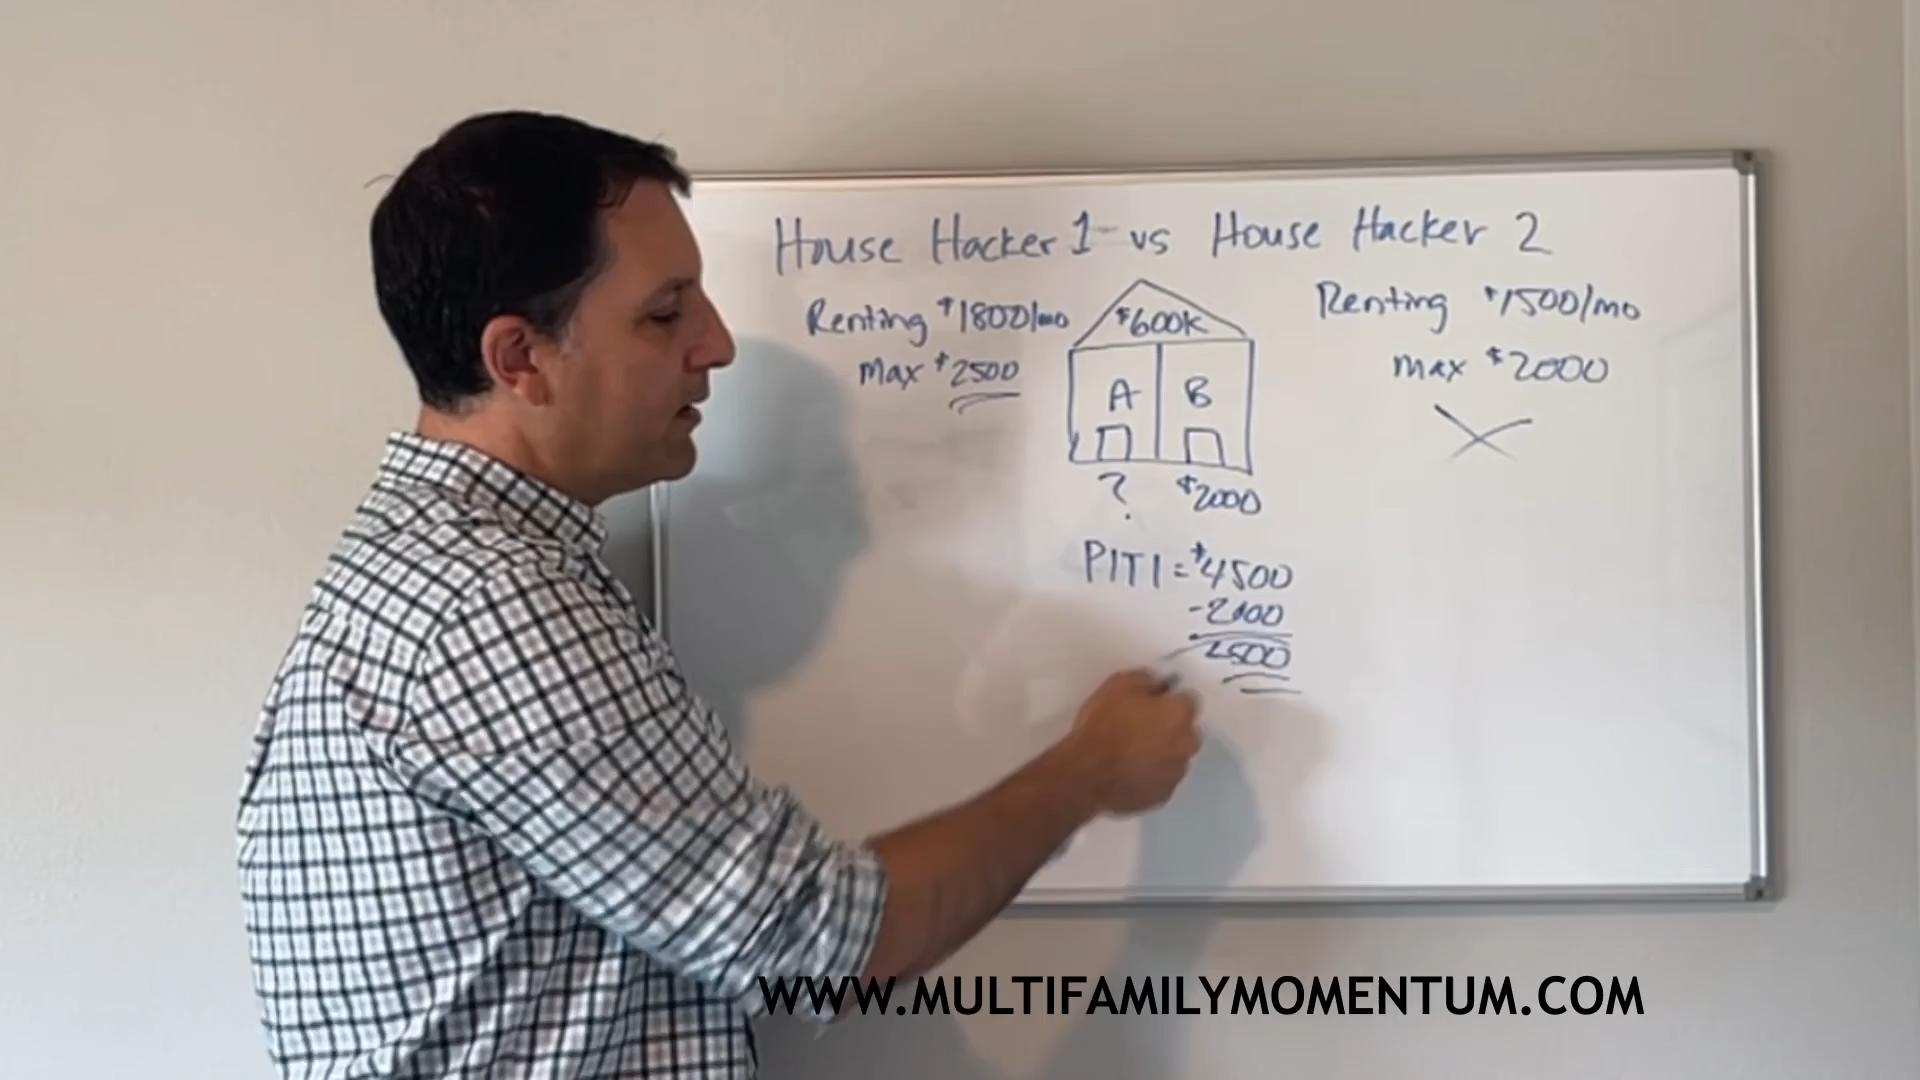 House Hacker 1 vs House Hacker 2
Renting $1800/mo
max $2500
$600k
A B
? $2000
Renting $1500/mo
max $2000
PITI = $4500
-2000
2500
WWW.MULTIFAMILYMOMENTUM.COM